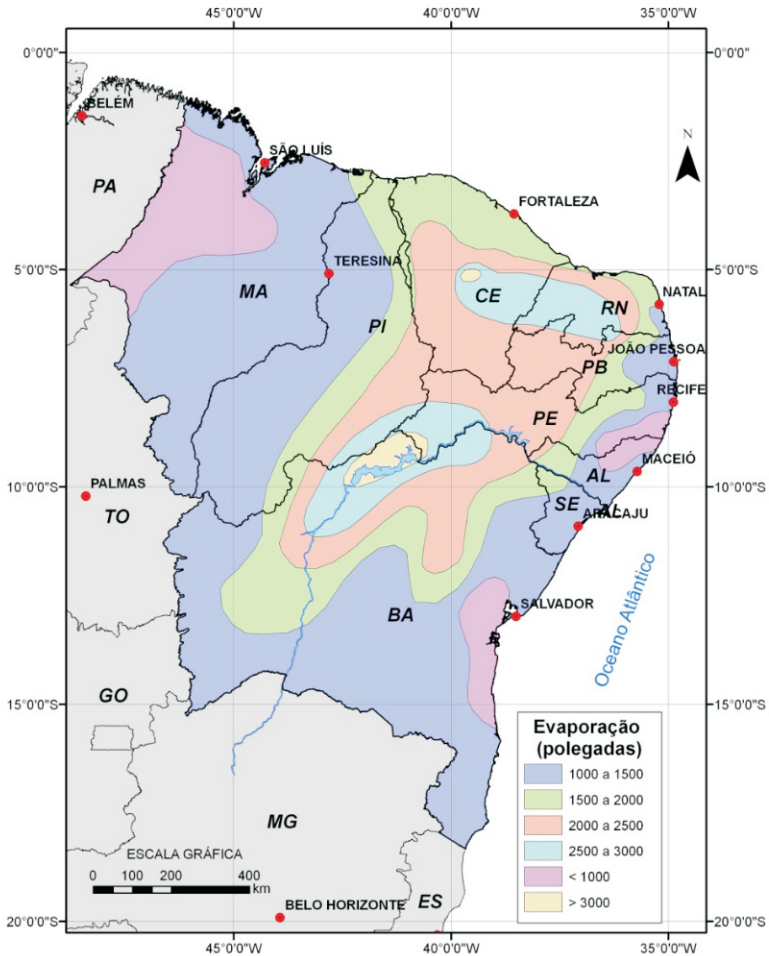 45°0'0"W 40°0'0"W 35°0'0"W
0°0'0" 0°0'0"
BELÉM
SÃO LUÍS
N
PA
FORTALEZA
5°0'0"S TERESINA 5°0'0"S
MA CE
NATAL
RN
PI
JOÃO PESSOA
PB
RECIFE
PE
MACEIÓ
AL
PALMAS
10°0'0"S 10°0'0"S
SE
AL
TO
ARACAJU
SALVADOR
BA
Oceano Atlântico
GO
15°0'0"S 15°0'0"S
Evaporação
(polegadas)
1000 a 1500
1500 a 2000
2000 a 2500
2500 a 3000
< 1000
> 3000
MG
ESCALA GRÁFICA
0 100 200 400
km
BELO HORIZONTE
ES
20°0'0"S 20°0'0"S
45°0'0"W 40°0'0"W 35°0'0"W